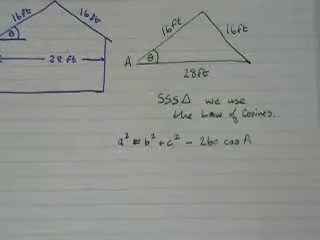 16ft 16ft
θ
28 ft
16ft 16ft
A θ
28ft
SSS△ we use
the Law of Cosines.
a² = b² + c² - 2bc cos A